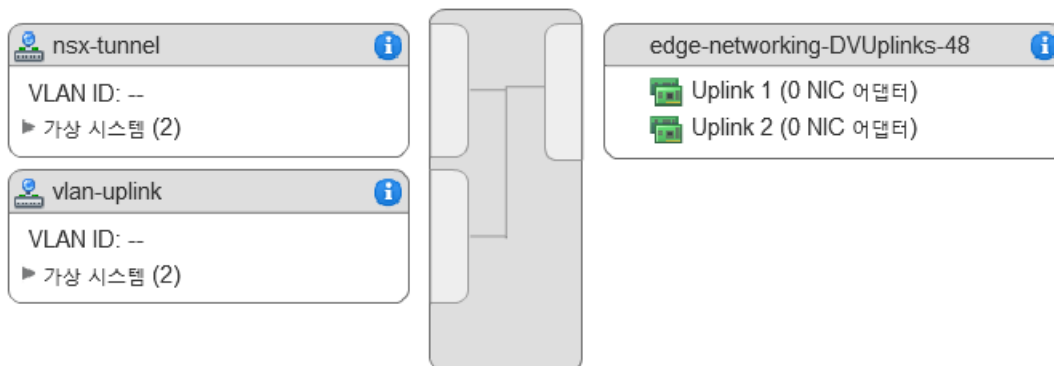 nsx-tunnel
VLAN ID: --
가상 시스템 (2)
vlan-uplink
VLAN ID: --
가상 시스템 (2)
edge-networking-DVUplinks-48
Uplink 1 (0 NIC 어댑터)
Uplink 2 (0 NIC 어댑터)